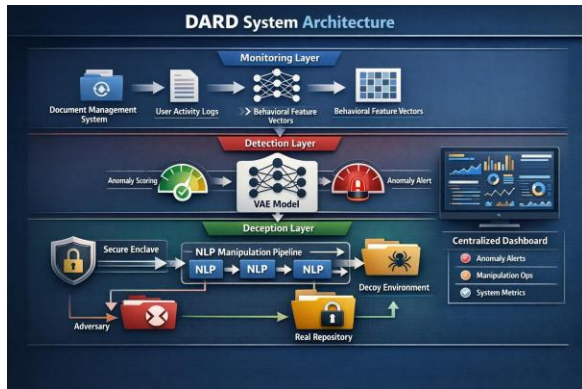 DARD System Architecture
Monitoring Layer
Document Management
System
User Activity Logs
>> Behavioral Feature
Vectors
Behavioral Feature Vectors
Detection Layer
Anomaly Scoring
VAE Model
Anomaly Alert
Deception Layer
Secure Enclave
NLP Manipulation Pipeline
NLP
NLP
NLP
Decoy Environment
Adversary
Real Repository
Centralized Dashboard
Anomaly Alerts
Manipulation Ops
System Metrics